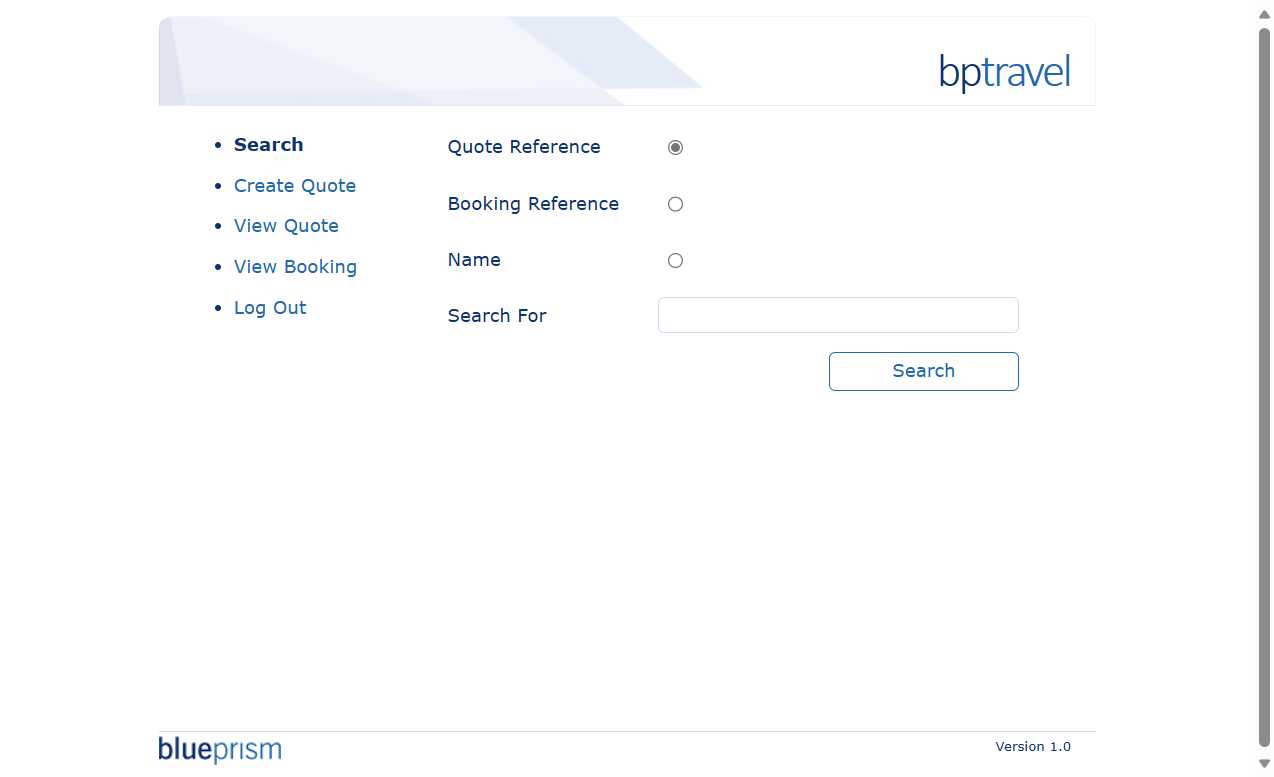 bptravel
Search
Create Quote
View Quote
View Booking
Log Out
Quote Reference
Booking Reference
Name
Search For
Search
blueprism
Version 1.0